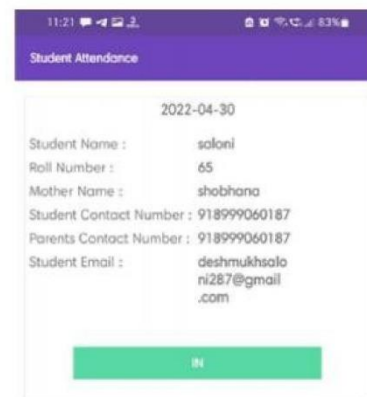 11:21 83%
Student Attendance
2022-04-30
Student Name : saloni
Roll Number : 65
Mother Name : shobhana
Student Contact Number : 918999060187
Parents Contact Number : 918999060187
Student Email : deshmukhsalo
ni287@gmail
.com
IN